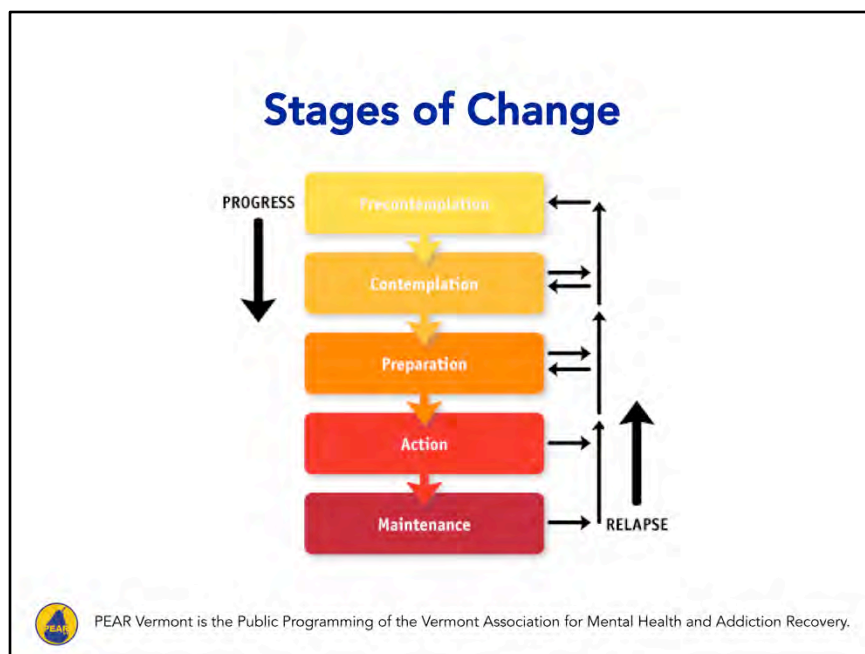 Stages of Change
PROGRESS
Precontemplation
Contemplation
Preparation
Action
Maintenance
RELAPSE
PEAR
PEAR Vermont is the Public Programming of the Vermont Association for Mental Health and Addiction Recovery.